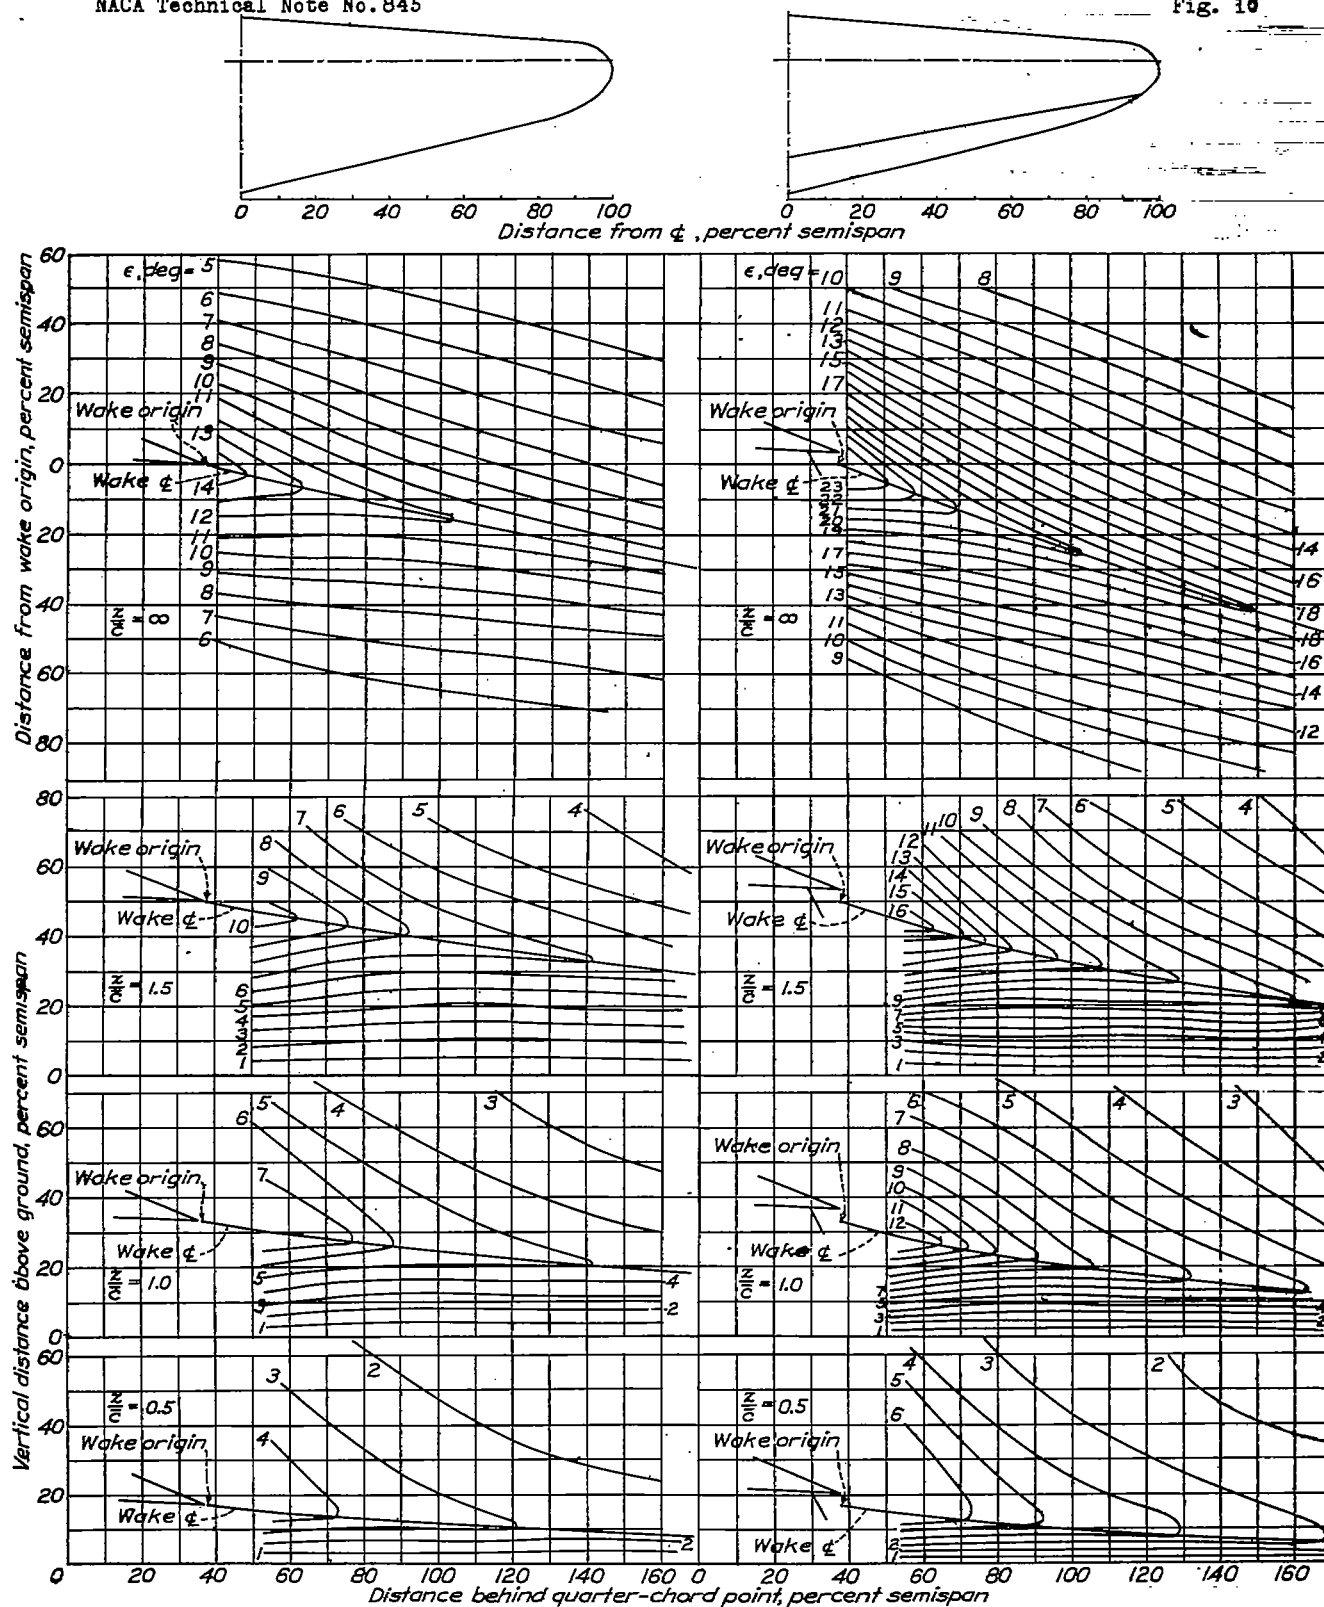 NACA Technical Note No.845
Fig. 10
0 20 40 60 80 100
0 20 40 60 80 100
Distance from ℄, percent semispan
Distance from wake origin, percent semispan
60 40 20 0 20 40 60 80
ε, deg = 5
6
7
8
9
10
11
Wake origin
13
Wake ℄
14
12
11
10
9
8
7
6
z/c = ∞
ε, deg = 10 9 8
11
12
13
15
17
Wake origin
Wake ℄
23
22
21
20
19
17
15
13
11
10
9
z/c = ∞
14
16
18
18
16
14
12
Vertical distance above ground, percent semispan
80 60 40 20 0
Wake origin
Wake ℄
z/c = 1.5
4
5
6
7
8
9
10
6
5
4
3
2
1
Wake origin
Wake ℄
z/c = 1.5
4
5
6
7
8
9
10
11
12
13
14
15
16
9
7
5
3
1
60 40 20 0
Wake origin
Wake ℄
z/c = 1.0
3
4
5
6
7
5
3
1
4
2
Wake origin
Wake ℄
z/c = 1.0
3
4
5
6
7
8
9
10
11
12
7
3
1
60 40 20 0
z/c = 0.5
Wake origin
Wake ℄
2
3
4
1
2
z/c = 0.5
Wake origin
Wake ℄
2
3
4
5
6
2
1
0 20 40 60 80 100 120 140 160 0 20 40 60 80 100 120 140 160
Distance behind quarter-chord point, percent semispan